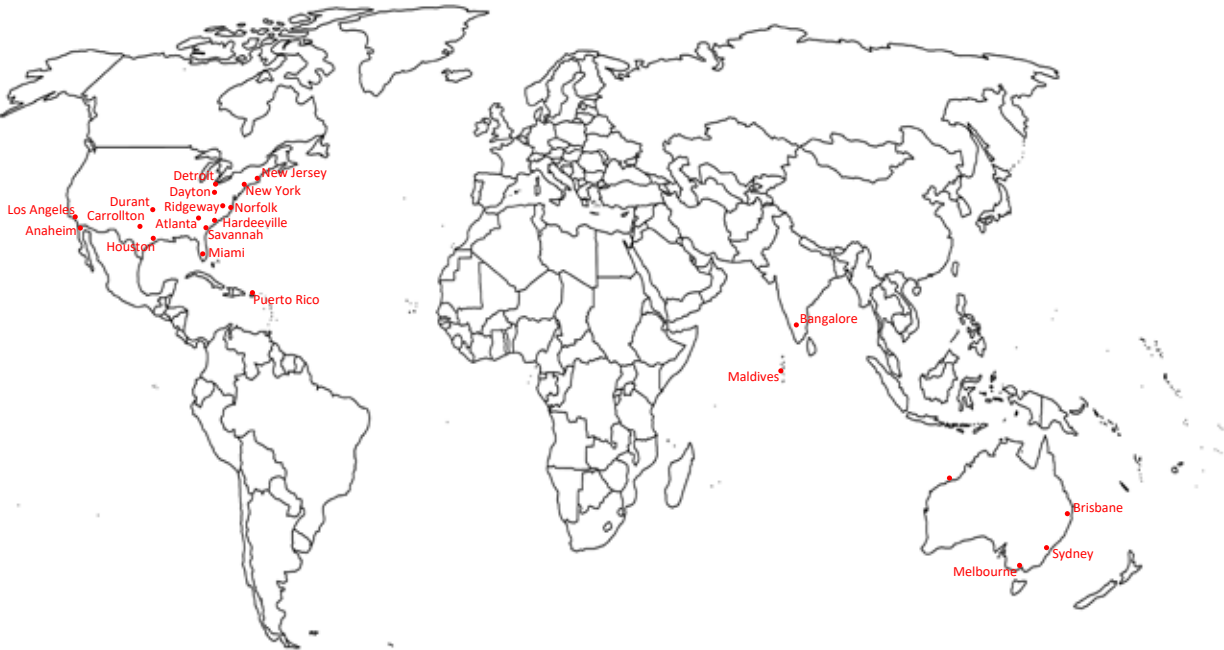 Detroit
New Jersey
Dayton
New York
Durant
Ridgeway
Norfolk
Los Angeles
Carrollton
Atlanta
Hardeeville
Anaheim
Savannah
Houston
Miami
Puerto Rico
Bangalore
Maldives
Brisbane
Sydney
Melbourne